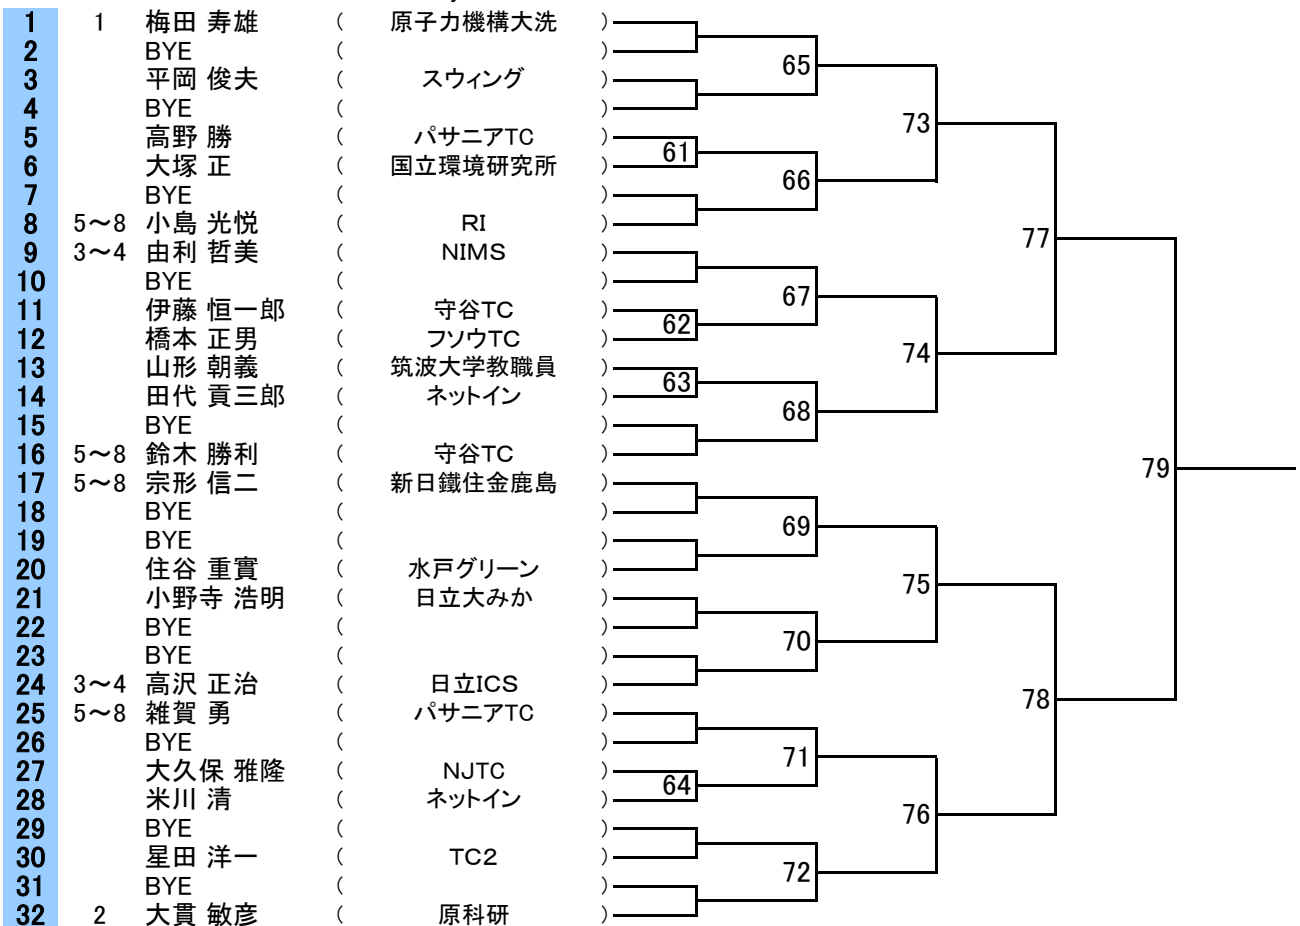 1 1 梅田 寿雄 ( 原子力機構大洗 )
2 BYE ( )
65
3 平岡 俊夫 ( スウィング )
4 BYE ( )
73
5 高野 勝 ( パサニアTC )
61
6 大塚 正 ( 国立環境研究所 )
66
7 BYE ( )
8 5～8 小島 光悦 ( RI )
77
9 3～4 由利 哲美 ( NIMS )
10 BYE ( )
67
11 伊藤 恒一郎 ( 守谷TC )
62
12 橋本 正男 ( フソウTC )
74
13 山形 朝義 ( 筑波大学教職員 )
63
14 田代 貢三郎 ( ネットイン )
68
15 BYE ( )
16 5～8 鈴木 勝利 ( 守谷TC )
79
17 5～8 宗形 信二 ( 新日鐵住金鹿島 )
18 BYE ( )
69
19 BYE ( )
20 住谷 重實 ( 水戸グリーン )
75
21 小野寺 浩明 ( 日立大みか )
22 BYE ( )
70
23 BYE ( )
24 3～4 高沢 正治 ( 日立ICS )
78
25 5～8 雑賀 勇 ( パサニアTC )
26 BYE ( )
71
27 大久保 雅隆 ( NJTC )
64
28 米川 清 ( ネットイン )
76
29 BYE ( )
30 星田 洋一 ( TC2 )
72
31 BYE ( )
32 2 大貫 敏彦 ( 原科研 )